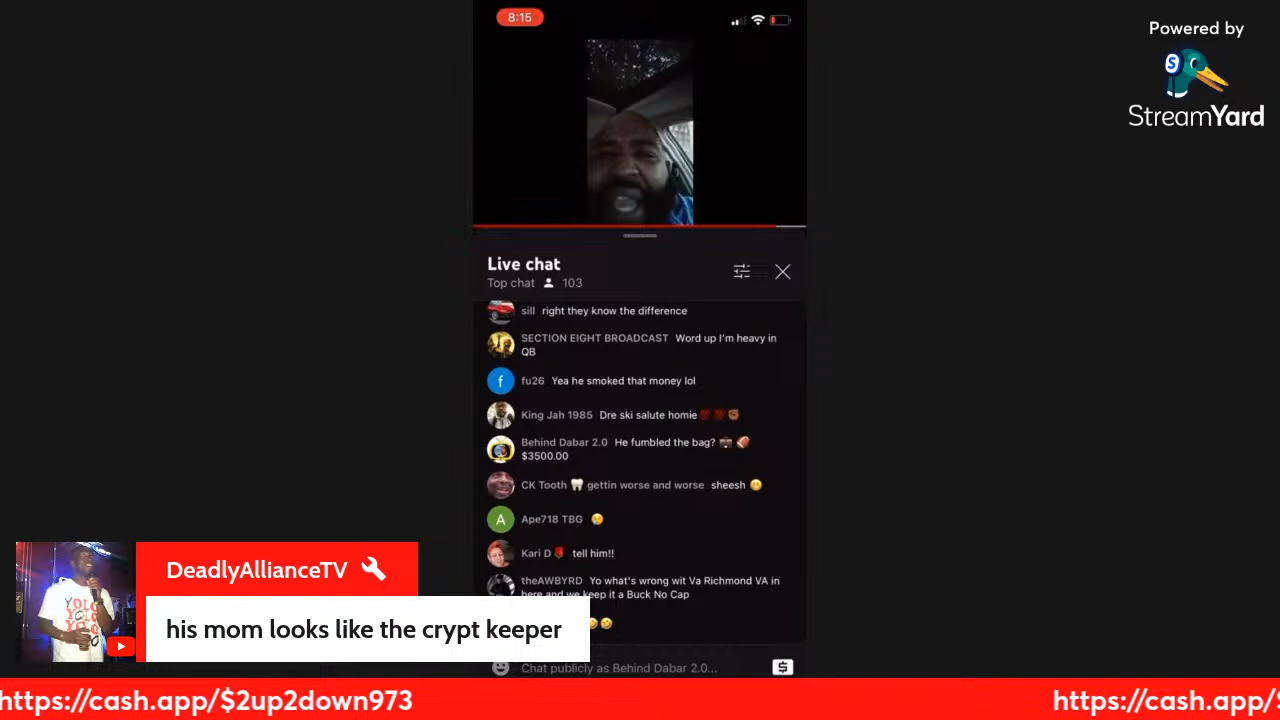 8:15
Powered by
S
StreamYard
Live chat
Top chat 103
sill right they know the difference
SECTION EIGHT BROADCAST Word up I'm heavy in
QB
f
fu26 Yea he smoked that money lol
King Jah 1985 Dre ski salute homie
Behind Dabar 2.0 He fumbled the bag?
$3500.00
CK Tooth gettin worse and worse sheesh
A
Ape718 TBG
Kari D tell him!!
theAWBYRD Yo what's wrong wit Va Richmond VA in
here and we keep it a Buck No Cap
DeadlyAllianceTV
his mom looks like the crypt keeper
YOLO
Chat publicly as Behind Dabar 2.0...
$
https://cash.app/$2up2down973
https://cash.app/$